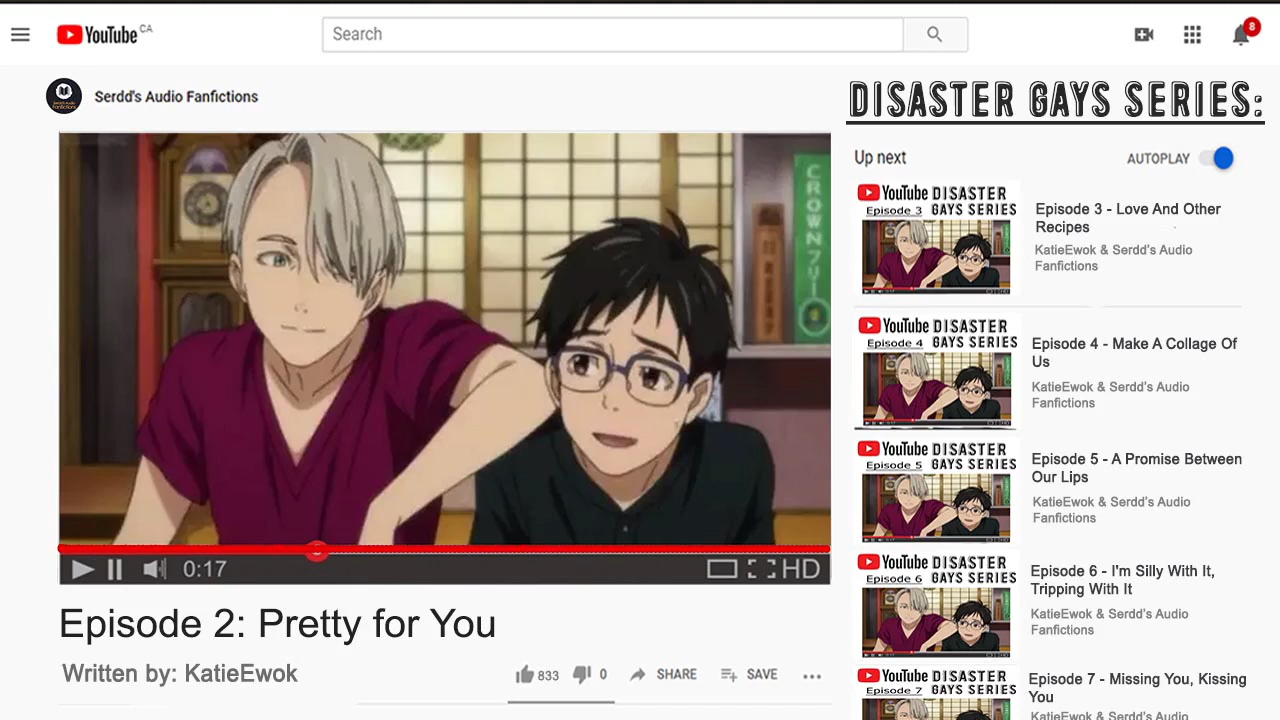 YouTube CA
Search
8
Serdd's Audio Fanfictions
DISASTER GAYS SERIES:
CROWN
0:17
HD
Episode 2: Pretty for You
Written by: KatieEwok
833
0
SHARE
SAVE
Up next
AUTOPLAY
YouTube DISASTER
Episode 3 GAYS SERIES
Episode 3 - Love And Other
Recipes
KatieEwok & Serdd's Audio
Fanfictions
YouTube DISASTER
Episode 4 GAYS SERIES
Episode 4 - Make A Collage Of
Us
KatieEwok & Serdd's Audio
Fanfictions
YouTube DISASTER
Episode 5 GAYS SERIES
Episode 5 - A Promise Between
Our Lips
KatieEwok & Serdd's Audio
Fanfictions
YouTube DISASTER
Episode 6 GAYS SERIES
Episode 6 - I'm Silly With It,
Tripping With It
KatieEwok & Serdd's Audio
Fanfictions
YouTube DISASTER
Episode 7 GAYS SERIES
Episode 7 - Missing You, Kissing
You
KatieEwok & Serdd's Audio